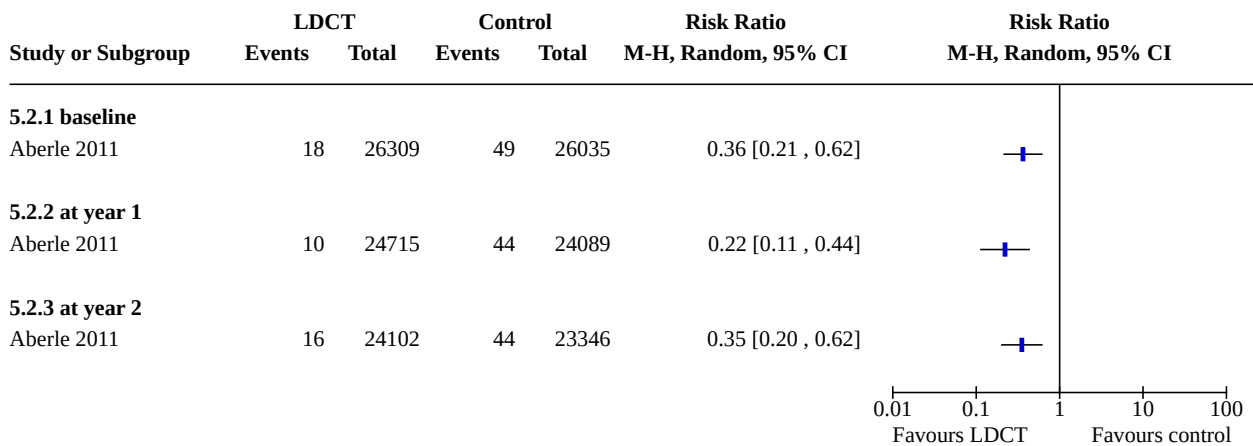 LDCT Control Risk Ratio Risk Ratio
Study or Subgroup Events Total Events Total M-H, Random, 95% CI M-H, Random, 95% CI
5.2.1 baseline
Aberle 2011 18 26309 49 26035 0.36 [0.21 , 0.62]
5.2.2 at year 1
Aberle 2011 10 24715 44 24089 0.22 [0.11 , 0.44]
5.2.3 at year 2
Aberle 2011 16 24102 44 23346 0.35 [0.20 , 0.62]
0.01 0.1 1 10 100
Favours LDCT Favours control